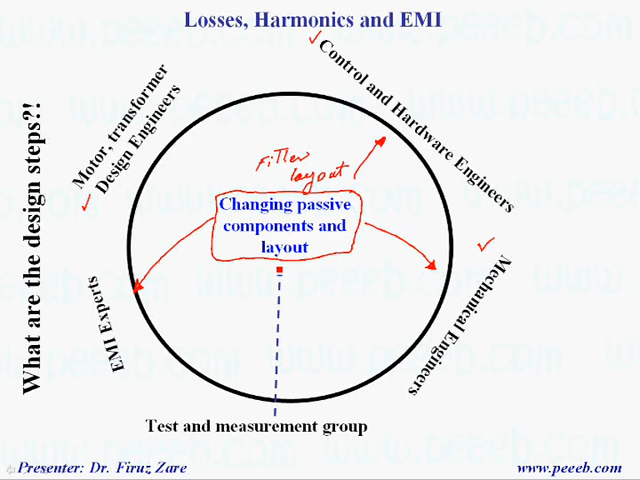 Losses, Harmonics and EMI
What are the design steps?!
Motor, transformer
Design Engineers
Control and Hardware Engineers
Filter
layout
Changing passive
components and
layout
EMI Experts
Mechanical Engineers
Test and measurement group
Presenter: Dr. Firuz Zare
www.peeeb.com